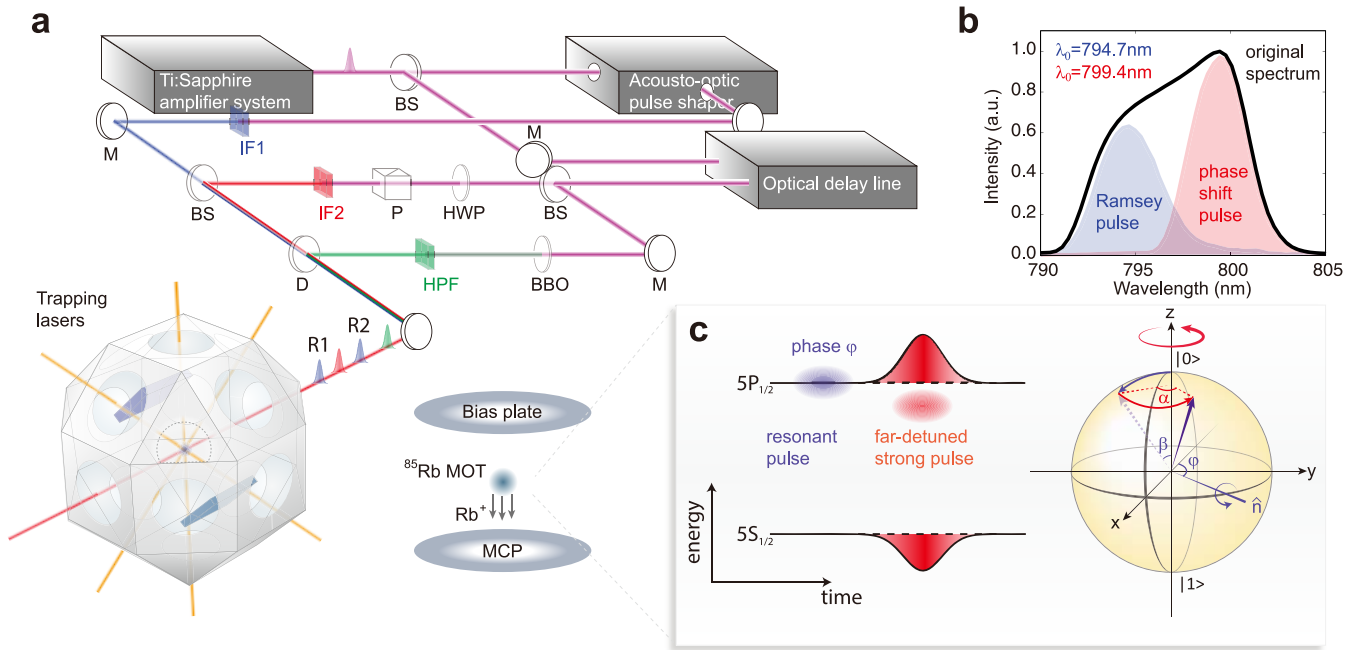 a
Ti:Sapphire
amplifier system
BS
Acousto-optic
pulse shaper
M
IF1
M
Optical delay line
BS
IF2
P
HWP
BS
D
HPF
BBO
M
Trapping
lasers
R1
R2
Bias plate
⁸⁵Rb MOT
Rb⁺
MCP
b
λ₀=794.7nm
λ₀=799.4nm
original
spectrum
Ramsey
pulse
phase
shift
pulse
Intensity (a.u.)
1.0
0.8
0.6
0.4
0.2
0.0
790
795
800
805
Wavelength (nm)
c
phase φ
5P₁/₂
resonant
pulse
far-detuned
strong pulse
5S₁/₂
energy
time
z
|0>
α
β
φ
y
n̂
x
|1>